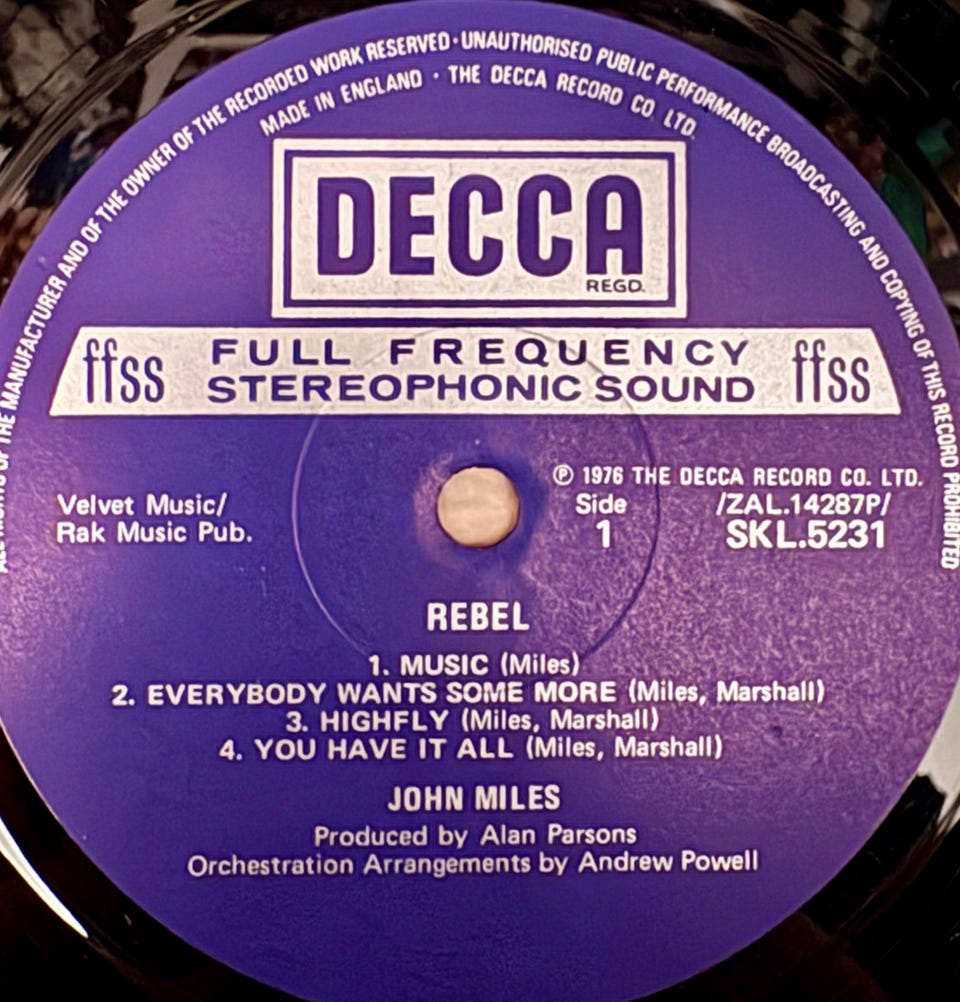 ALL RIGHTS OF THE MANUFACTURER AND OF THE OWNER OF THE RECORDED WORK RESERVED · UNAUTHORISED PUBLIC PERFORMANCE BROADCASTING AND COPYING OF THIS RECORD PROHIBITED
MADE IN ENGLAND · THE DECCA RECORD CO. LTD.
DECCA
REGD.
ffss FULL FREQUENCY ffss
STEREOPHONIC SOUND
℗ 1976 THE DECCA RECORD CO. LTD.
Velvet Music/ Side /ZAL.14287P/
Rak Music Pub. 1 SKL.5231
REBEL
1. MUSIC (Miles)
2. EVERYBODY WANTS SOME MORE (Miles, Marshall)
3. HIGHFLY (Miles, Marshall)
4. YOU HAVE IT ALL (Miles, Marshall)
JOHN MILES
Produced by Alan Parsons
Orchestration Arrangements by Andrew Powell